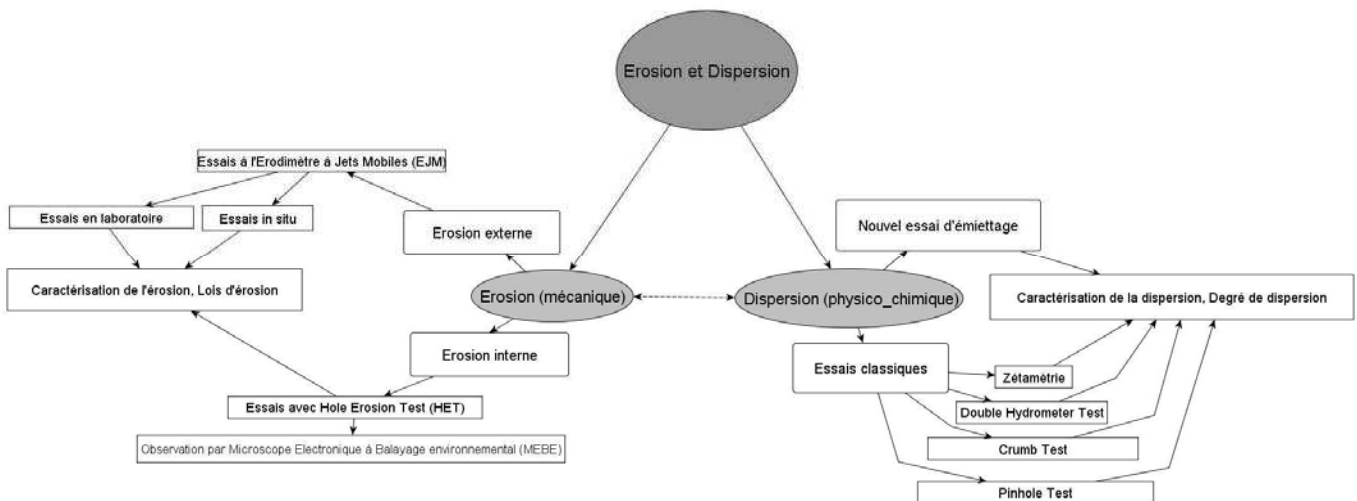 Erosion et Dispersion
Essais à l'Erodimètre à Jets Mobiles (EJM)
Essais en laboratoire
Essais in situ
Erosion externe
Nouvel essai d'émiettage
Caractérisation de l'érosion, Lois d'érosion
Erosion (mécanique)
Dispersion (physico_chimique)
Caractérisation de la dispersion, Degré de dispersion
Erosion interne
Essais classiques
Zétamètrie
Essais avec Hole Erosion Test (HET)
Double Hydrometer Test
Observation par Microscope Electronique à Balayage environnemental (MEBE)
Crumb Test
Pinhole Test